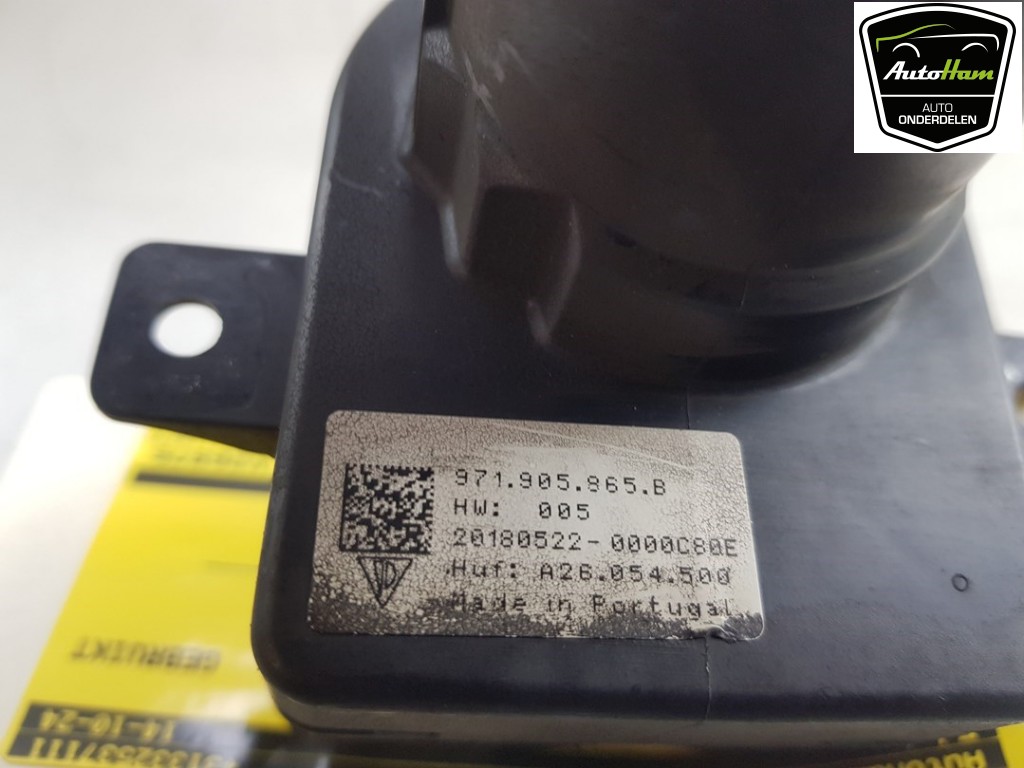 AutoHam
AUTO
ONDERDELEN
971.905.865.B
HW: 005
20180522-0000C80E
Huf: A26.054.500
Made in Portugal
GEBRUIKT
14-10-24